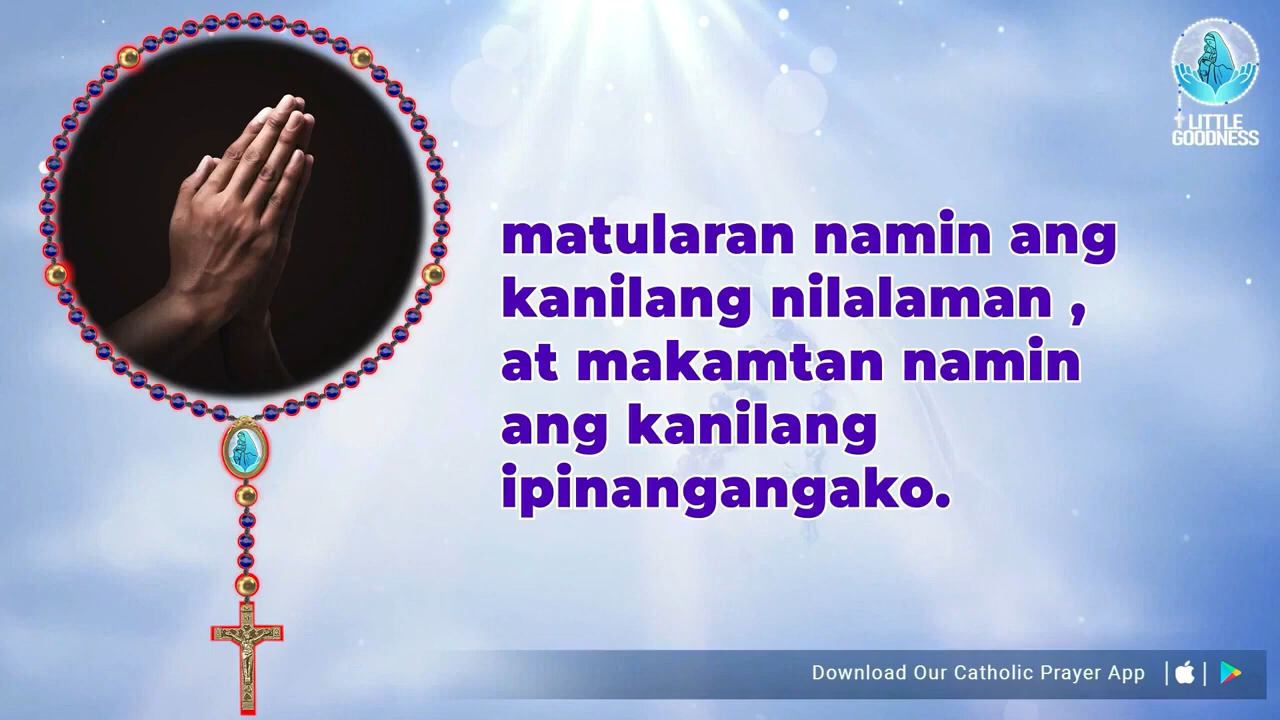 LITTLE
GOODNESS
matularan namin ang
kanilang nilalaman ,
at makamtan namin
ang kanilang
ipinangangako.
Download Our Catholic Prayer App